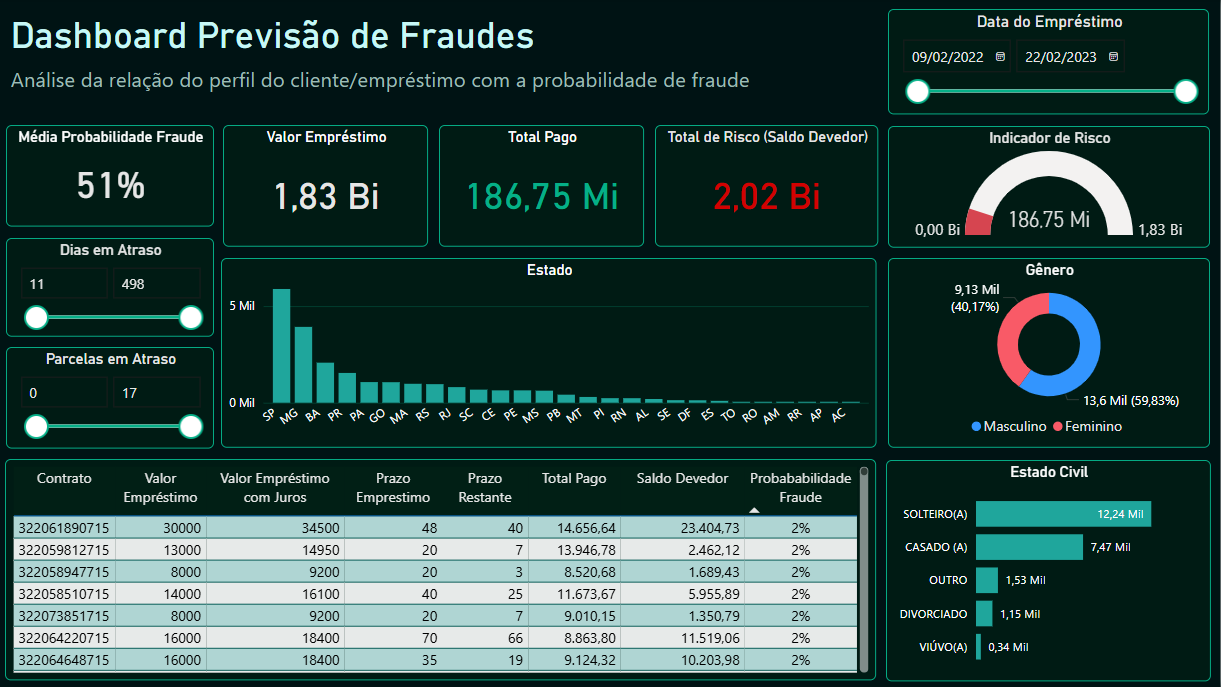 Dashboard Previsão de Fraudes
Análise da relação do perfil do cliente/empréstimo com a probabilidade de fraude
Data do Empréstimo
09/02/2022 22/02/2023
Média Probabilidade Fraude
51%
Valor Empréstimo
1,83 Bi
Total Pago
186,75 Mi
Total de Risco (Saldo Devedor)
2,02 Bi
Indicador de Risco
186,75 Mi
0,00 Bi 1,83 Bi
Dias em Atraso
11 498
Parcelas em Atraso
0 17
Estado
5 Mil
0 Mil
SP MG BA PR PA GO MA RS RJ SC CE PE MS PB MT PI RN AL SE DF ES TO RO AM RR AP AC
Gênero
9,13 Mil
(40,17%)
13,6 Mil (59,83%)
Masculino Feminino
Contrato Valor Empréstimo Valor Empréstimo com Juros Prazo Emprestimo Prazo Restante Total Pago Saldo Devedor Probababilidade Fraude
322061890715 30000 34500 48 40 14.656,64 23.404,73 2%
322059812715 13000 14950 20 7 13.946,78 2.462,12 2%
322058947715 8000 9200 20 3 8.520,68 1.689,43 2%
322058510715 14000 16100 40 25 11.673,67 5.955,89 2%
322073851715 8000 9200 20 7 9.010,15 1.350,79 2%
322064220715 16000 18400 70 66 8.863,80 11.519,06 2%
322064648715 16000 18400 35 19 9.124,32 10.203,98 2%
Estado Civil
SOLTEIRO(A) 12,24 Mil
CASADO (A) 7,47 Mil
OUTRO 1,53 Mil
DIVORCIADO 1,15 Mil
VIÚVO(A) 0,34 Mil